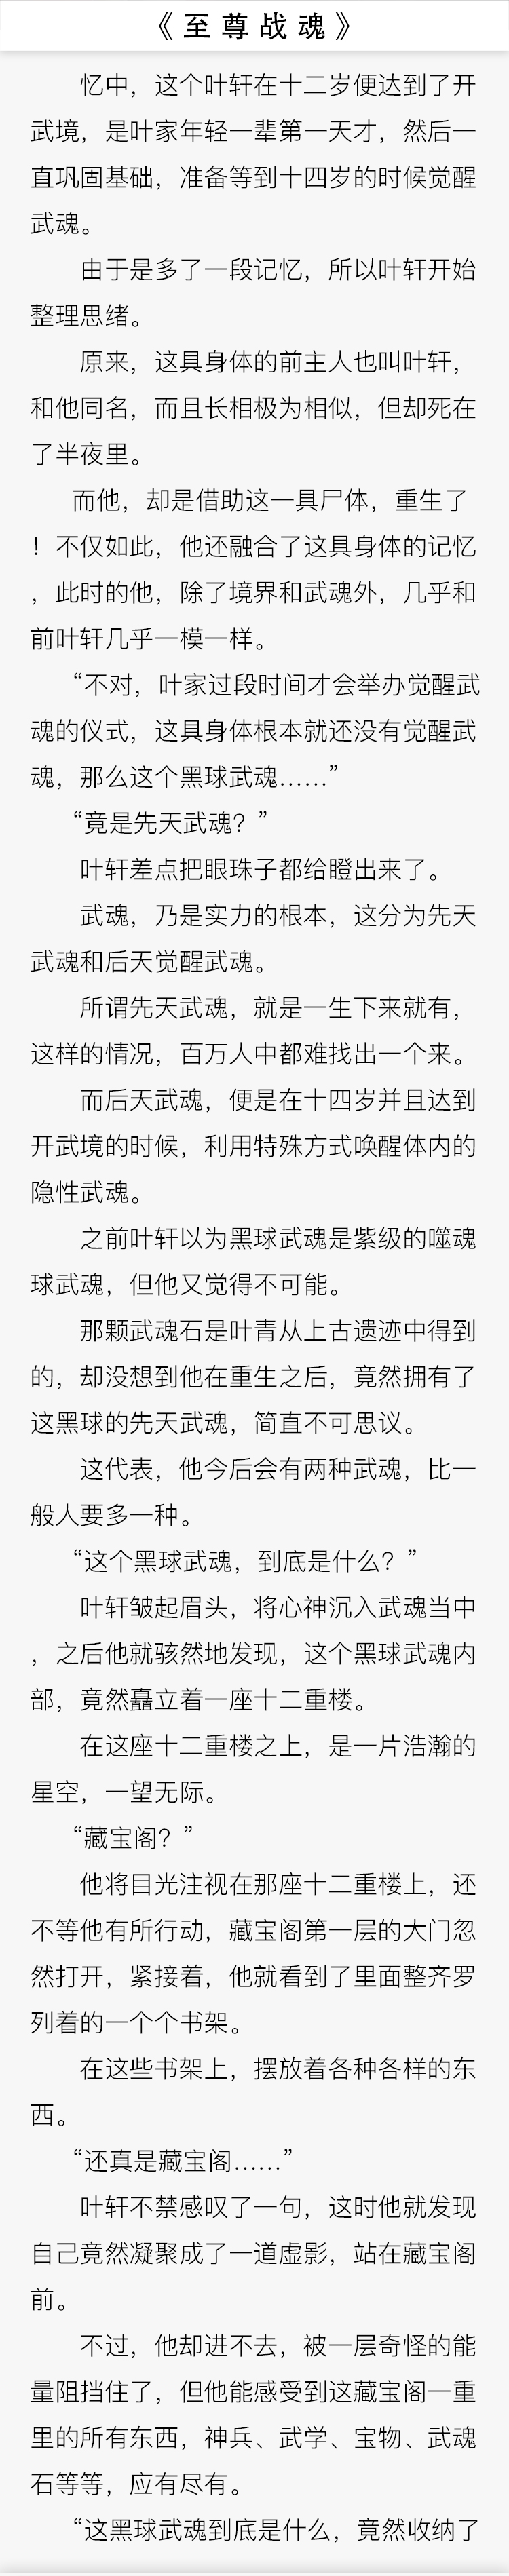 《至尊战魂》
忆中，这个叶轩在十二岁便达到了开
武境，是叶家年轻一辈第一天才，然后一
直巩固基础，准备等到十四岁的时候觉醒
武魂。
由于是多了一段记忆，所以叶轩开始
整理思绪。
原来，这具身体的前主人也叫叶轩，
和他同名，而且长相极为相似，但却死在
了半夜里。
而他，却是借助这一具尸体，重生了
！不仅如此，他还融合了这具身体的记忆
，此时的他，除了境界和武魂外，几乎和
前叶轩几乎一模一样。
“不对，叶家过段时间才会举办觉醒武
魂的仪式，这具身体根本就还没有觉醒武
魂，那么这个黑球武魂……”
“竟是先天武魂？”
叶轩差点把眼珠子都给瞪出来了。
武魂，乃是实力的根本，这分为先天
武魂和后天觉醒武魂。
所谓先天武魂，就是一生下来就有，
这样的情况，百万人中都难找出一个来。
而后天武魂，便是在十四岁并且达到
开武境的时候，利用特殊方式唤醒体内的
隐性武魂。
之前叶轩以为黑球武魂是紫级的噬魂
球武魂，但他又觉得不可能。
那颗武魂石是叶青从上古遗迹中得到
的，却没想到他在重生之后，竟然拥有了
这黑球的先天武魂，简直不可思议。
这代表，他今后会有两种武魂，比一
般人要多一种。
“这个黑球武魂，到底是什么？”
叶轩皱起眉头，将心神沉入武魂当中
，之后他就骇然地发现，这个黑球武魂内
部，竟然矗立着一座十二重楼。
在这座十二重楼之上，是一片浩瀚的
星空，一望无际。
“藏宝阁？”
他将目光注视在那座十二重楼上，还
不等他有所行动，藏宝阁第一层的大门忽
然打开，紧接着，他就看到了里面整齐罗
列着的一个个书架。
在这些书架上，摆放着各种各样的东
西。
“还真是藏宝阁……”
叶轩不禁感叹了一句，这时他就发现
自己竟然凝聚成了一道虚影，站在藏宝阁
前。
不过，他却进不去，被一层奇怪的能
量阻挡住了，但他能感受到这藏宝阁一重
里的所有东西，神兵、武学、宝物、武魂
石等等，应有尽有。
“这黑球武魂到底是什么，竟然收纳了